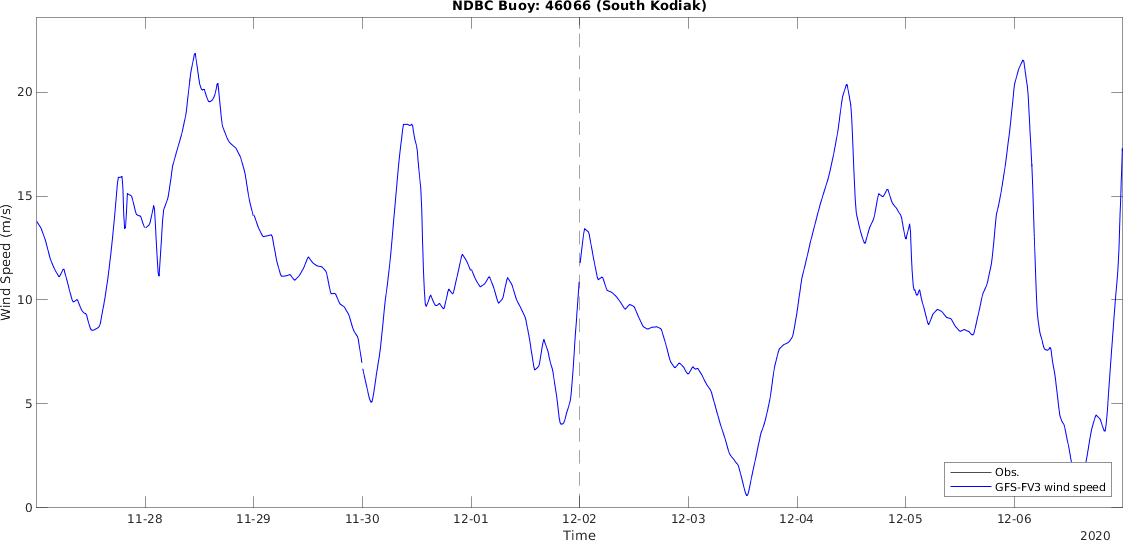 NDBC Buoy: 46066 (South Kodiak)
Wind Speed (m/s)
20
15
10
5
0
11-28 11-29 11-30 12-01 12-02 12-03 12-04 12-05 12-06
Time
2020
Obs.
GFS-FV3 wind speed